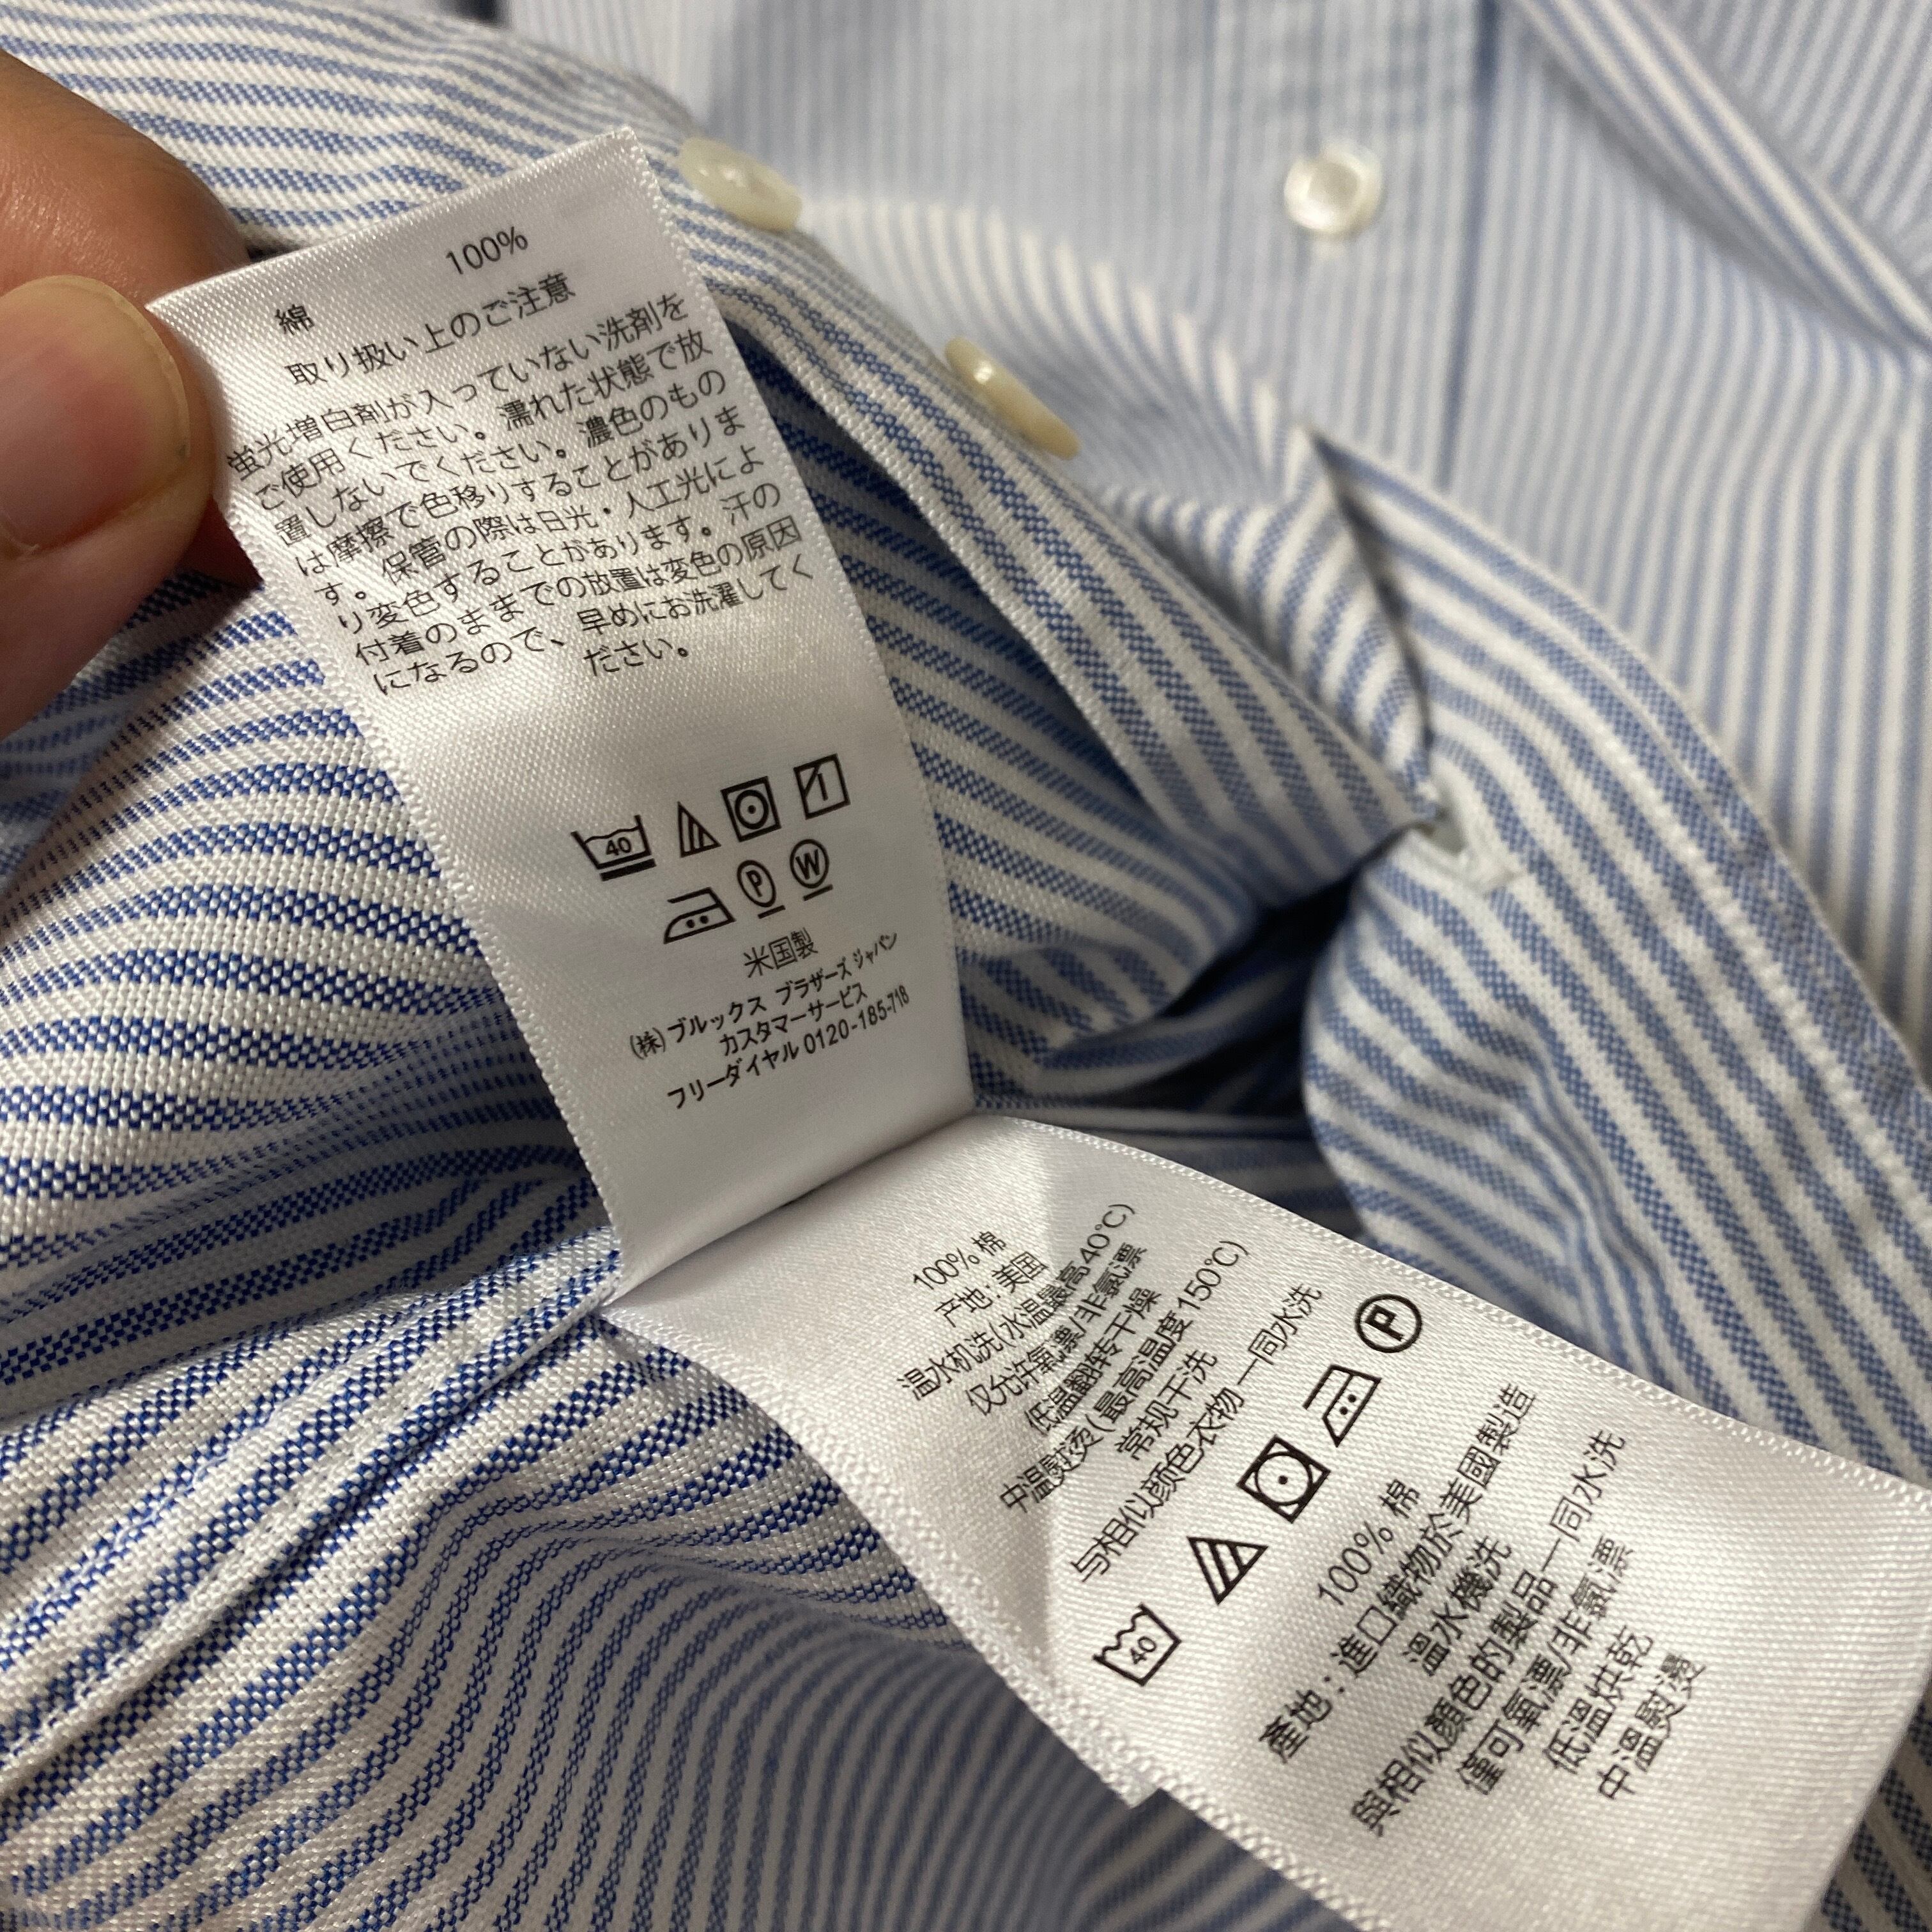 綿 100%
取り扱い上のご注意
蛍光増白剤が入っていない洗剤を
ご使用ください。濡れた状態で放
置しないでください。濃色のもの
は摩擦で色移りすることがありま
す。保管の際は日光・人工光によ
り変色することがあります。汗の
付着のままでの放置は変色の原因
になるので、早めにお洗濯してく
ださい。
40
1
P W
米国製
(株)ブルックス ブラザーズ ジャパン
カスタマーサービス
フリーダイヤル 0120-185-718
100% 棉
产地:美国
温水机洗(水温最高40℃)
仅允许氧漂/非氯漂
低温翻转干燥
中温熨烫(最高温度150℃)
常规干洗
与相似颜色衣物一同水洗
40 P
100% 棉
產地:進口織物於美國製造
溫水機洗
與相似顏色的製品一同水洗
僅可氧漂/非氯漂
低溫烘乾
中溫熨燙